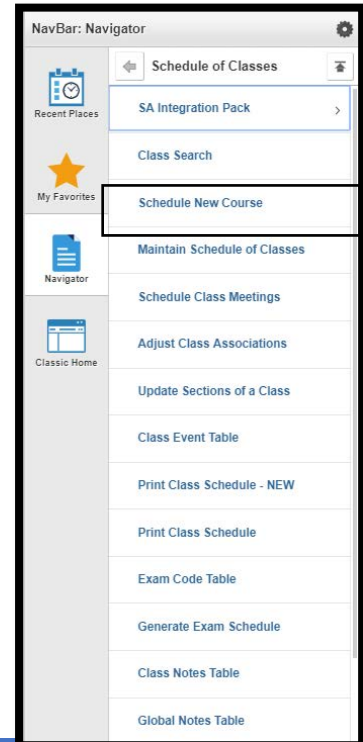 NavBar: Navigator
Recent Places
My Favorites
Navigator
Classic Home
Schedule of Classes
SA Integration Pack
Class Search
Schedule New Course
Maintain Schedule of Classes
Schedule Class Meetings
Adjust Class Associations
Update Sections of a Class
Class Event Table
Print Class Schedule - NEW
Print Class Schedule
Exam Code Table
Generate Exam Schedule
Class Notes Table
Global Notes Table